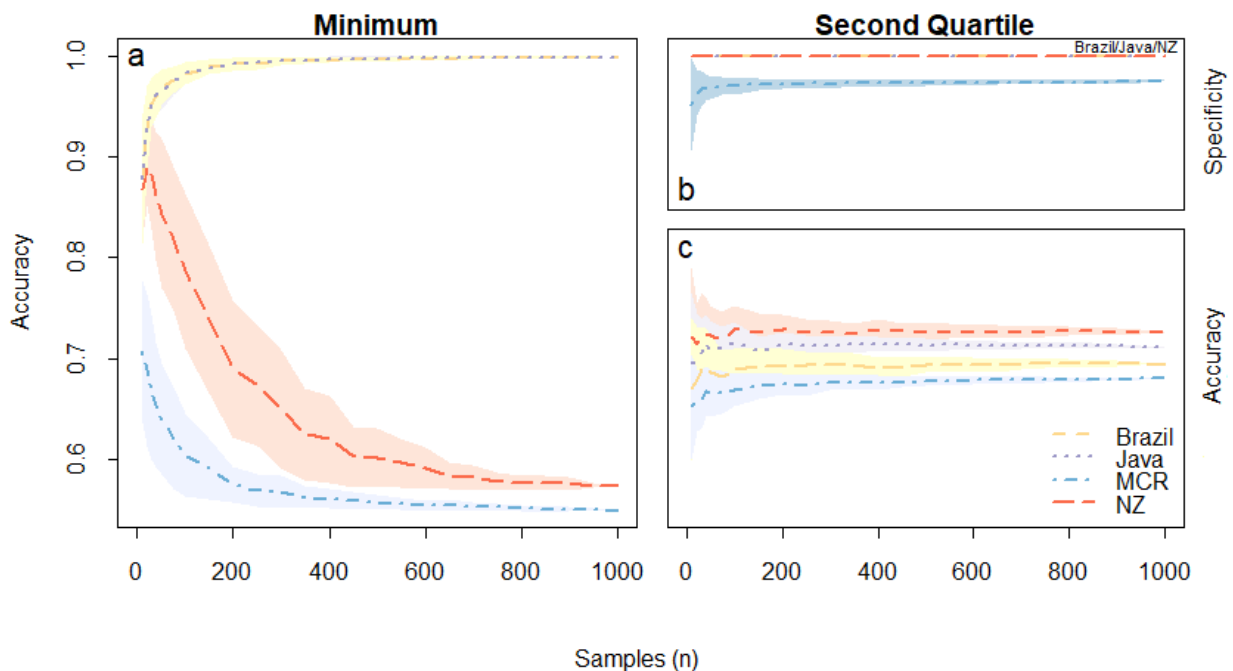 Minimum
Second Quartile
a
1.0
0.9
0.8
0.7
0.6
Accuracy
0
200
400
600
800
1000
Brazil/Java/NZ
b
Specificity
c
Accuracy
Brazil
Java
MCR
NZ
0
200
400
600
800
1000
Samples (n)